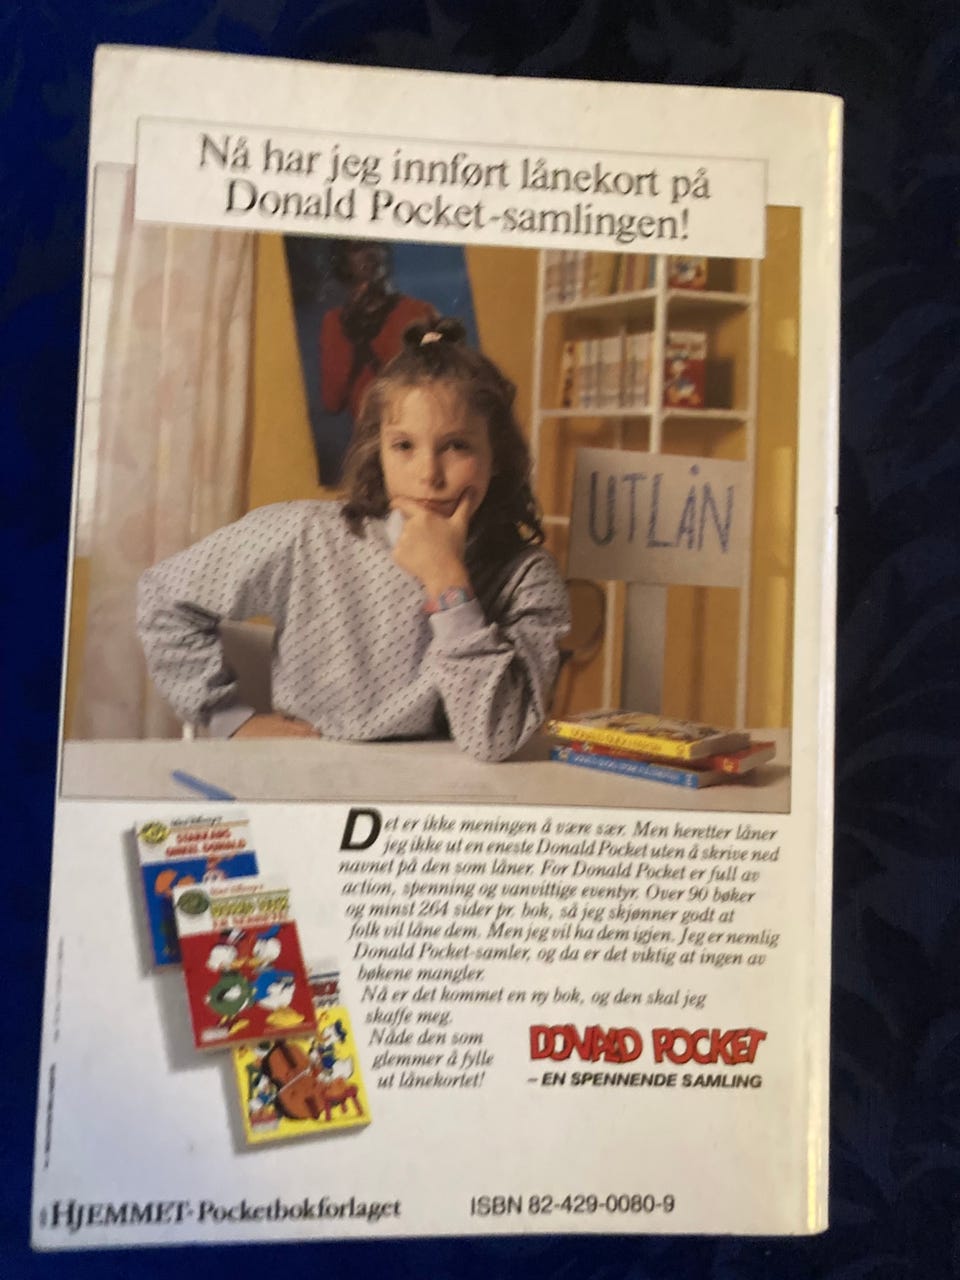 Nå har jeg innført lånekort på
Donald Pocket-samlingen!
UTLÅN
Det er ikke meningen å være sær. Men heretter låner
jeg ikke ut en eneste Donald Pocket uten å skrive ned
navnet på den som låner. For Donald Pocket er full av
action, spenning og vanvittige eventyr. Over 90 bøker
og minst 264 sider pr. bok, så jeg skjønner godt at
folk vil låne dem. Men jeg vil ha dem igjen. Jeg er nemlig
Donald Pocket-samler, og da er det viktig at ingen av
bøkene mangler.
Nå er det kommet en ny bok, og den skal jeg
skaffe meg.
Nåde den som
glemmer å fylle
ut lånekortet!
DONALD POCKET
– EN SPENNENDE SAMLING
HJEMMET-Pocketbokforlaget
ISBN 82-429-0080-9